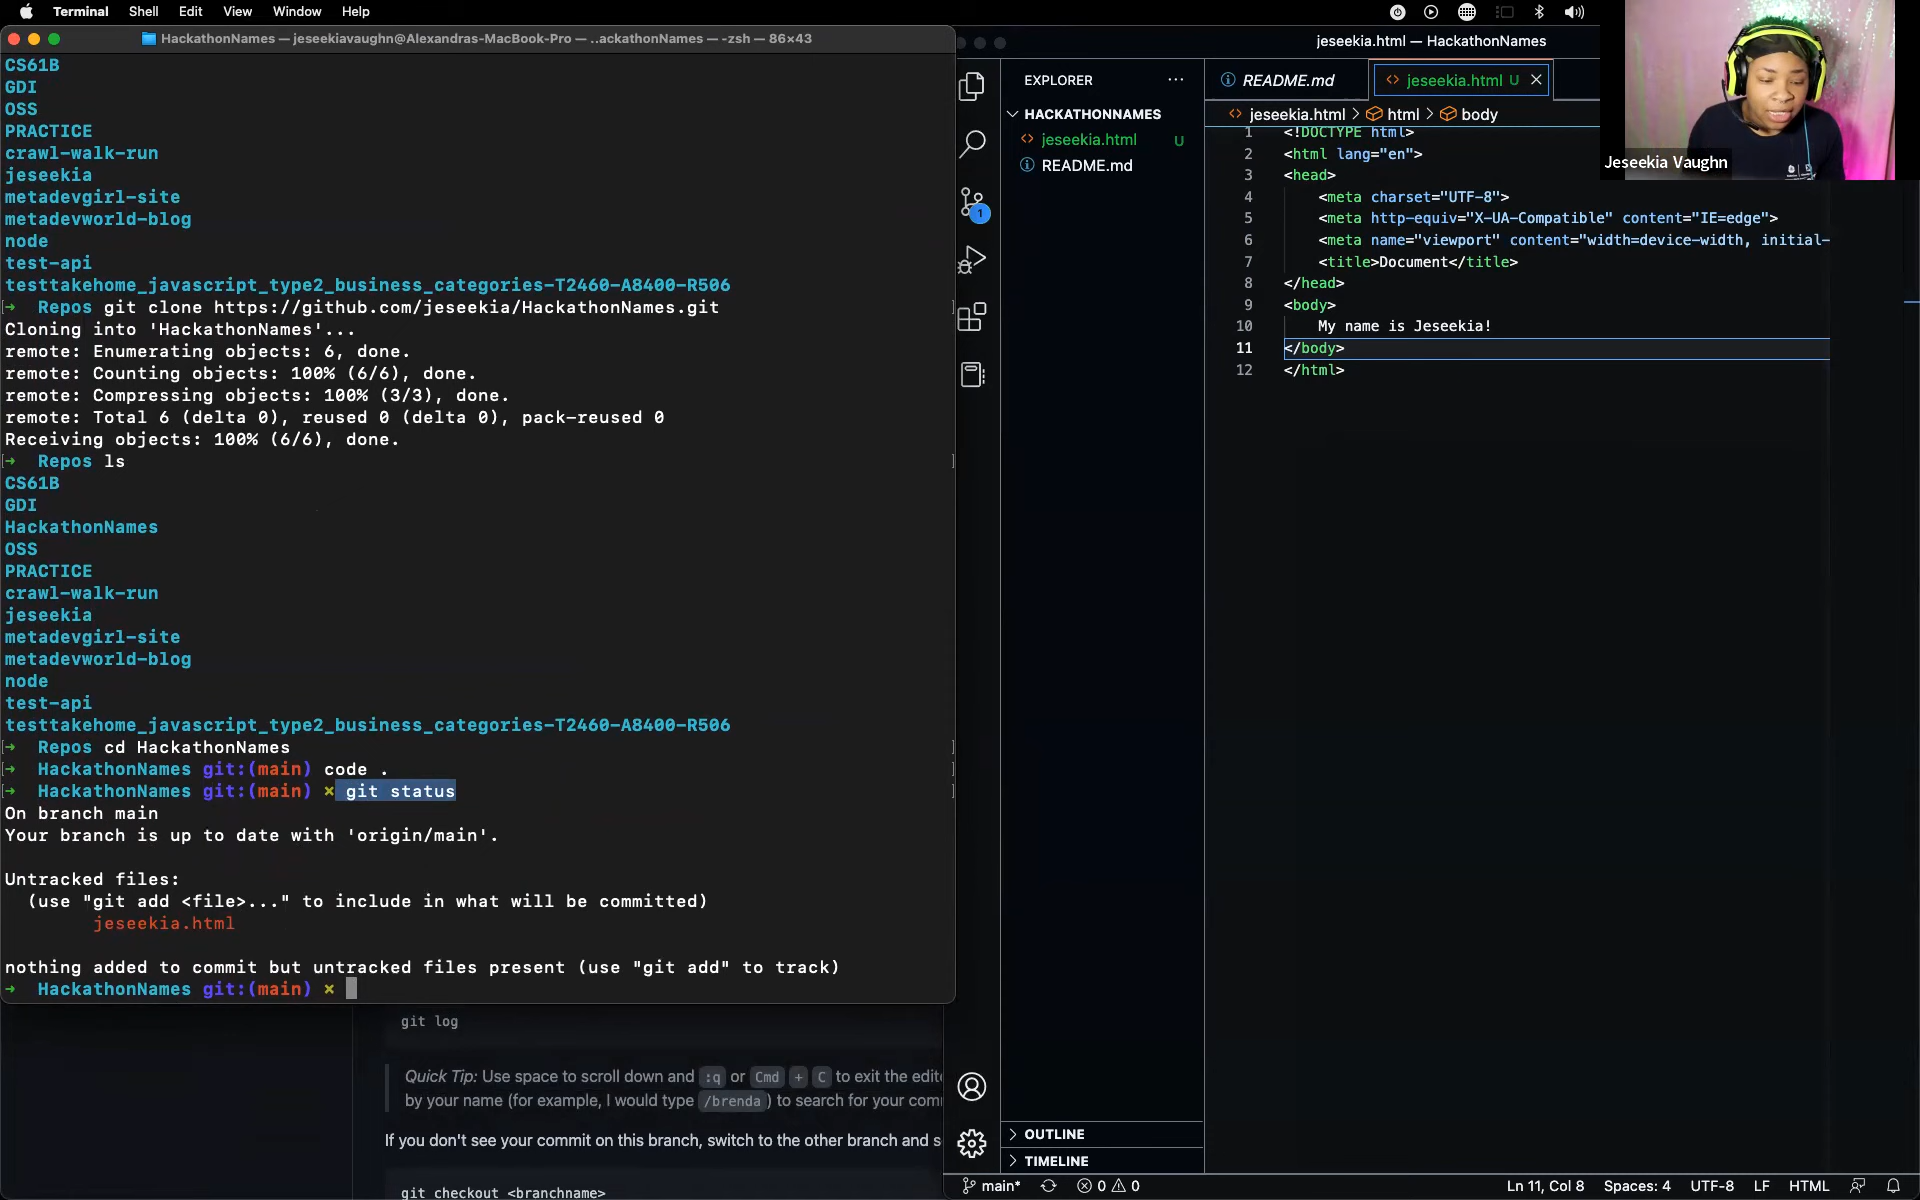 Terminal Shell Edit View Window Help
HackathonNames — jeseekiavaughn@Alexandras-MacBook-Pro — ..ackathonNames — -zsh — 86×43
CS61B
GDI
OSS
PRACTICE
crawl-walk-run
jeseekia
metadevgirl-site
metadevworld-blog
node
test-api
testtakehome_javascript_type2_business_categories-T2460-A8400-R506
→ Repos git clone https://github.com/jeseekia/HackathonNames.git
Cloning into 'HackathonNames'...
remote: Enumerating objects: 6, done.
remote: Counting objects: 100% (6/6), done.
remote: Compressing objects: 100% (3/3), done.
remote: Total 6 (delta 0), reused 0 (delta 0), pack-reused 0
Receiving objects: 100% (6/6), done.
→ Repos ls
CS61B
GDI
HackathonNames
OSS
PRACTICE
crawl-walk-run
jeseekia
metadevgirl-site
metadevworld-blog
node
test-api
testtakehome_javascript_type2_business_categories-T2460-A8400-R506
→ Repos cd HackathonNames
→ HackathonNames git:(main) code .
→ HackathonNames git:(main) × git status
On branch main
Your branch is up to date with 'origin/main'.
Untracked files:
(use "git add <file>..." to include in what will be committed)
jeseekia.html
nothing added to commit but untracked files present (use "git add" to track)
→ HackathonNames git:(main) ×
git log
Quick Tip: Use space to scroll down and :q or Cmd + C to exit the edit
by your name (for example, I would type /brenda ) to search for your com
If you don't see your commit on this branch, switch to the other branch and s
git checkout <branchname>
jeseekia.html — HackathonNames
EXPLORER ···
HACKATHONNAMES
jeseekia.html U
README.md
1
OUTLINE
TIMELINE
README.md
jeseekia.html U ×
jeseekia.html > html > body
1 <!DOCTYPE html>
2 <html lang="en">
3 <head>
4 <meta charset="UTF-8">
5 <meta http-equiv="X-UA-Compatible" content="IE=edge">
6 <meta name="viewport" content="width=device-width, initial-
7 <title>Document</title>
8 </head>
9 <body>
10 My name is Jeseekia!
11 </body>
12 </html>
Jeseekia Vaughn
main* 0 0 Ln 11, Col 8 Spaces: 4 UTF-8 LF HTML